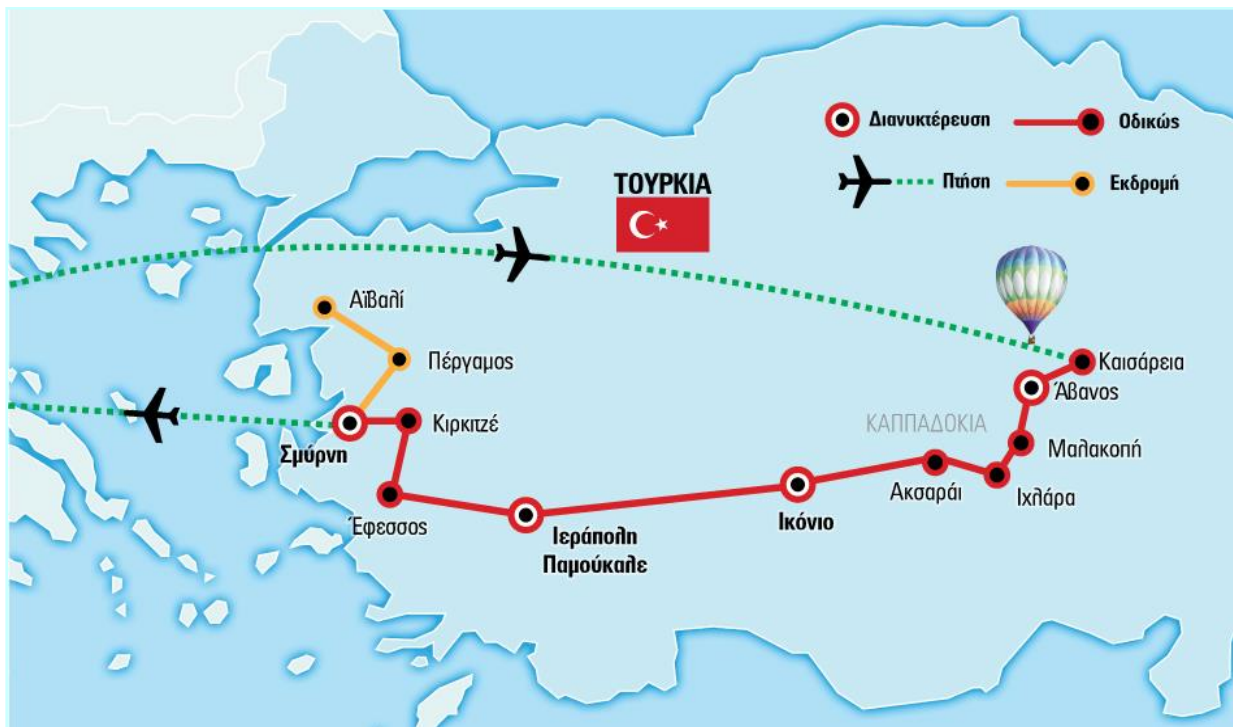 Διανυκτέρευση
Οδικώς
ΤΟΥΡΚΙΑ
Πτήση
Εκδρομή
Αϊβαλί
Πέργαμος
Καισάρεια
Άβανος
Κιρκιτζέ
ΚΑΠΠΑΔΟΚΙΑ
Μαλακοπή
Σμύρνη
Ακσαράι
Ιχλάρα
Έφεσσος
Ικόνιο
Ιεράπολη
Παμούκαλε